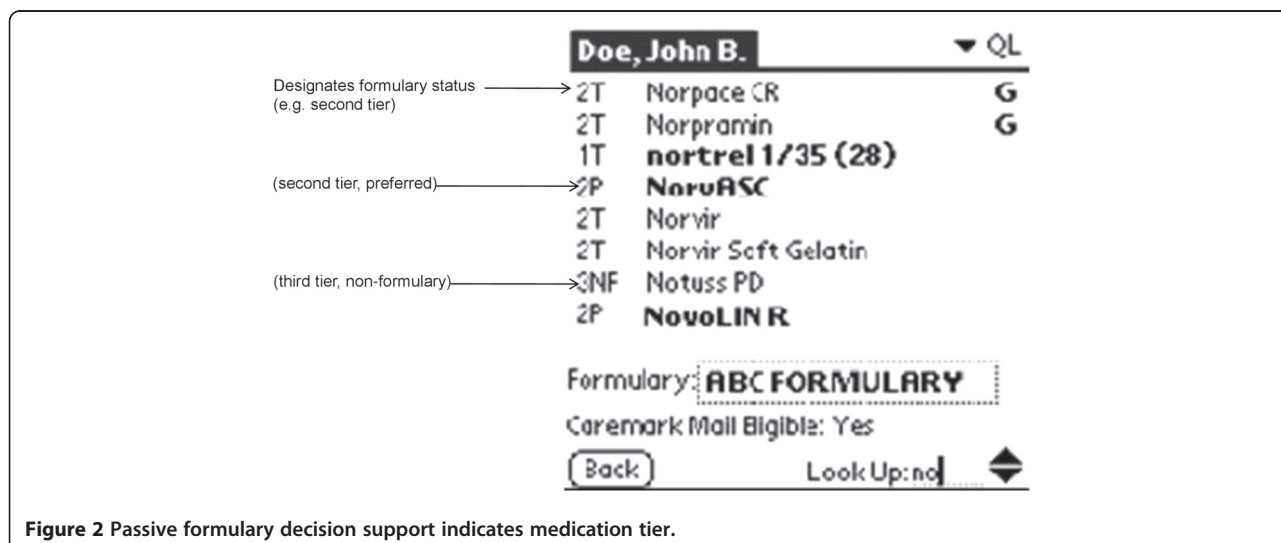 Doe, John B. QL
Designates formulary status
(e.g. second tier)
2T Norpace CR G
2T Norpramin G
1T nortrel 1/35 (28)
(second tier, preferred) 2P NorvASC
2T Norvir
2T Norvir Soft Gelatin
(third tier, non-formulary) 3NF Notuss PD
2P NovoLIN R
Formulary: ABC FORMULARY
Caremark Mail Eligible: Yes
Back Look Up: no
Figure 2 Passive formulary decision support indicates medication tier.